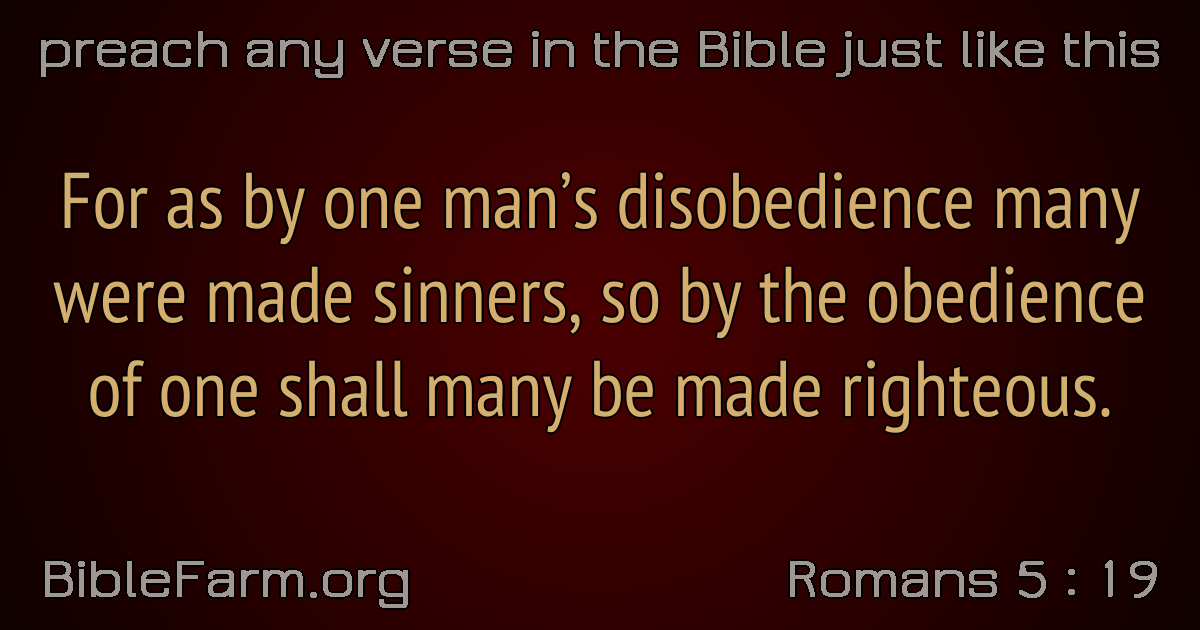 preach any verse in the Bible just like this
For as by one man’s disobedience many
were made sinners, so by the obedience
of one shall many be made righteous.
BibleFarm.org
Romans 5 : 19